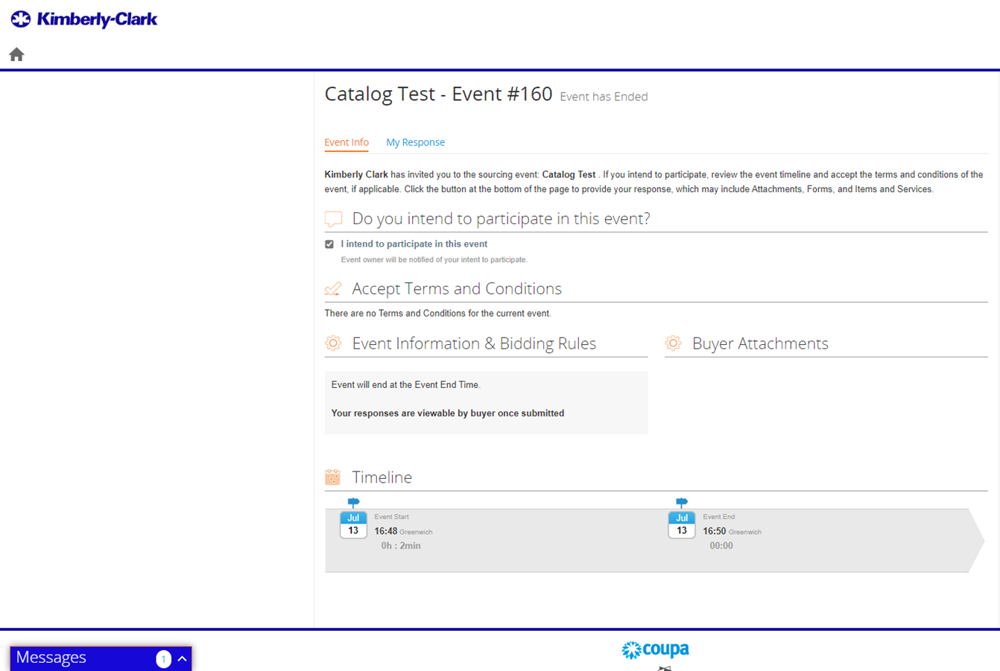 Kimberly-Clark
Catalog Test - Event #160 Event has Ended
Event Info My Response
Kimberly Clark has invited you to the sourcing event: Catalog Test . If you intend to participate, review the event timeline and accept the terms and conditions of the
event, if applicable. Click the button at the bottom of the page to provide your response, which may include Attachments, Forms, and Items and Services.
Do you intend to participate in this event?
I intend to participate in this event
Event owner will be notified of your intent to participate.
Accept Terms and Conditions
There are no Terms and Conditions for the current event.
Event Information & Bidding Rules
Buyer Attachments
Event will end at the Event End Time.
Your responses are viewable by buyer once submitted
Timeline
Jul
13
Event Start
16:48 Greenwich
0h : 2min
Jul
13
Event End
16:50 Greenwich
00:00
Messages 1
coupa